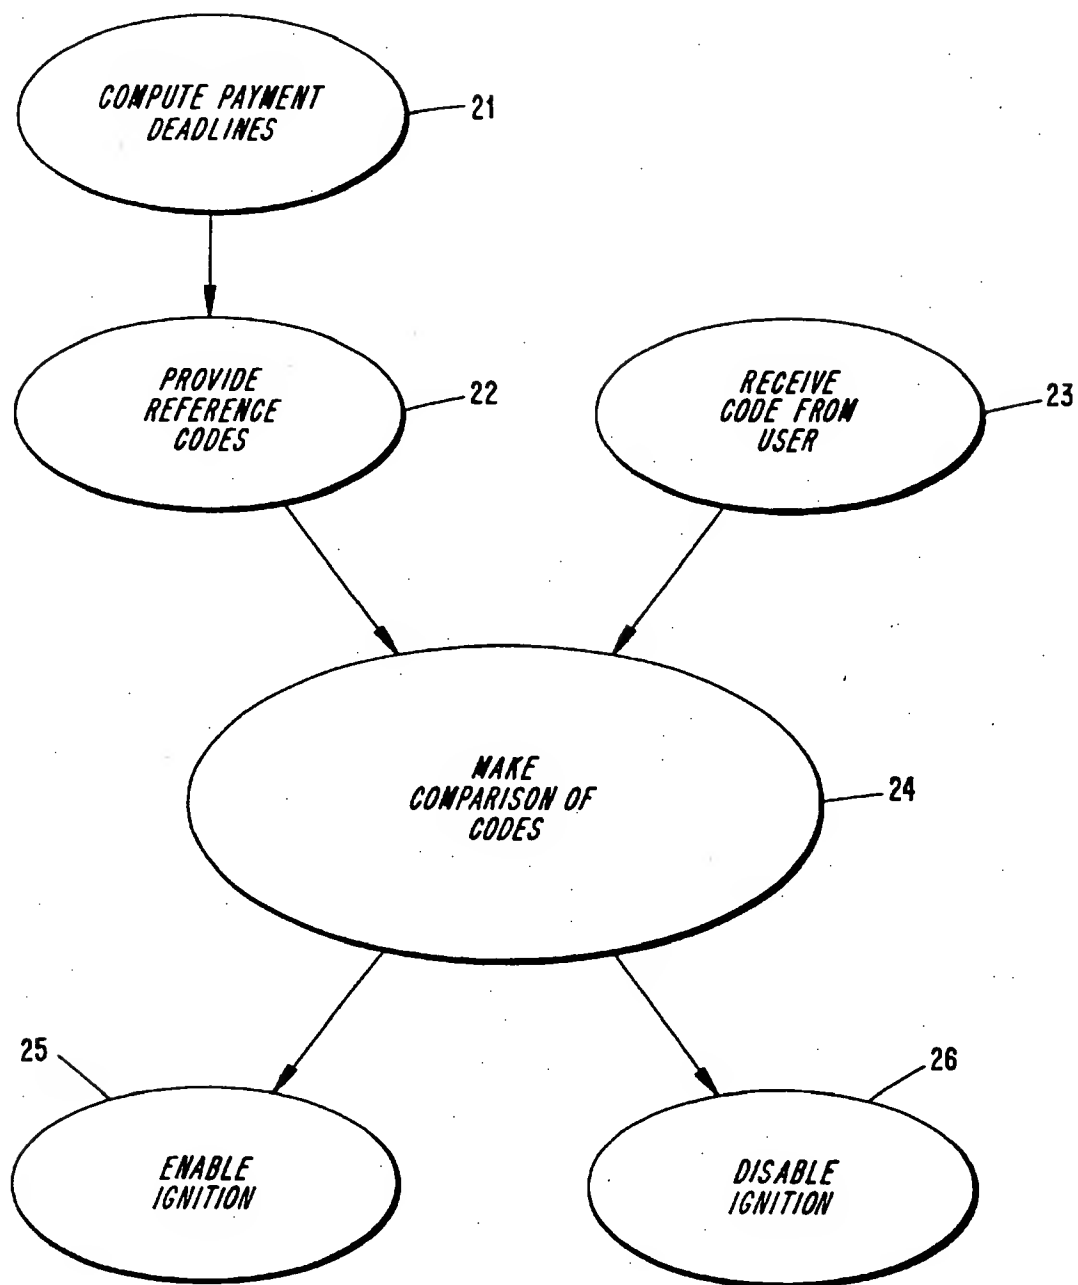 COMPUTE PAYMENT
DEADLINES
21
PROVIDE
REFERENCE
CODES
22
RECEIVE
CODE FROM
USER
23
MAKE
COMPARISON OF
CODES
24
25
ENABLE
IGNITION
26
DISABLE
IGNITION